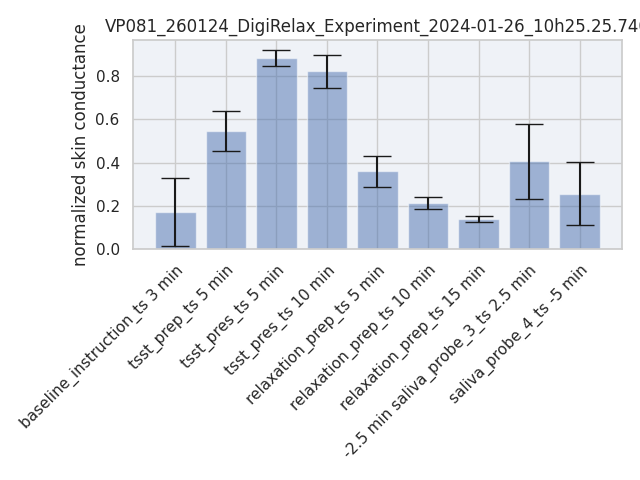 VP081_260124_DigiRelax_Experiment_2024-01-26_10h25.25.74
normalized skin conductance
0.8
0.6
0.4
0.2
0.0
baseline_instruction_ts 3 min
tsst_prep_ts 5 min
tsst_pres_ts 5 min
tsst_pres_ts 10 min
relaxation_prep_ts 5 min
relaxation_prep_ts 10 min
relaxation_prep_ts 15 min
-2.5 min saliva_probe_3_ts 2.5 min
saliva_probe_4_ts -5 min